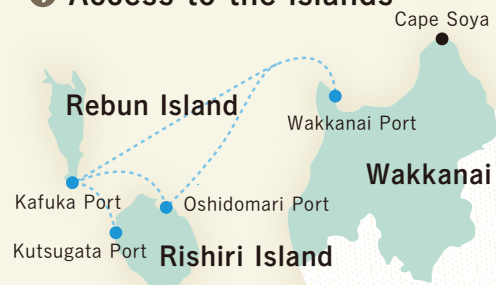 Access to the Islands
Cape Soya
Rebun Island
Wakkanai Port
Wakkanai
Kafuka Port
Oshidomari Port
Kutsugata Port
Rishiri Island